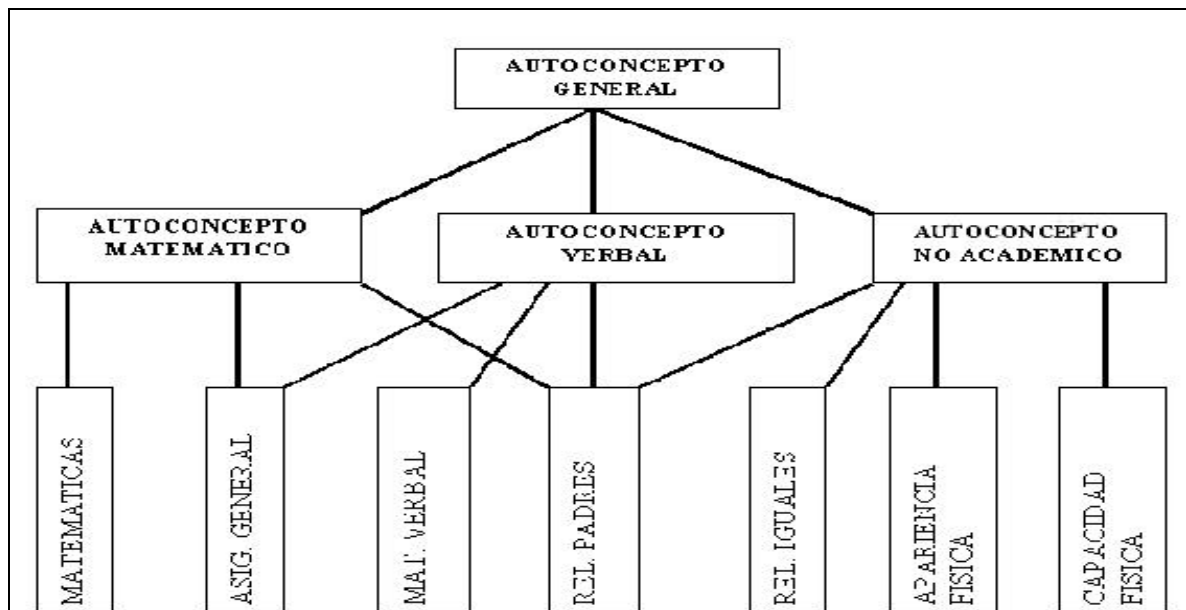 AUTOCONCEPTO
GENERAL
AUTOCONCEPTO
MATEMATICO
AUTOCONCEPTO
VERBAL
AUTOCONCEPTO
NO ACADEMICO
MATEMATICAS
ASIG. GENERAL
MAT. VERBAL
REL. PADRES
REL. IGUALES
APARIENCIA
FISICA
CAPACIDAD
FISICA